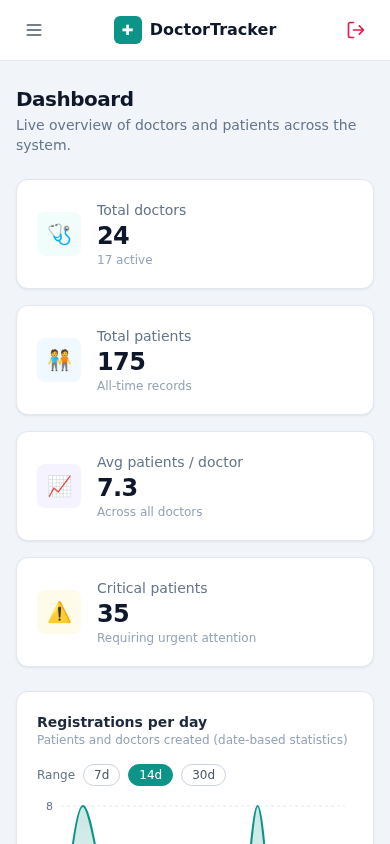 DoctorTracker
Dashboard
Live overview of doctors and patients across the
system.
Total doctors
24
17 active
Total patients
175
All-time records
Avg patients / doctor
7.3
Across all doctors
Critical patients
35
Requiring urgent attention
Registrations per day
Patients and doctors created (date-based statistics)
Range 7d 14d 30d
8